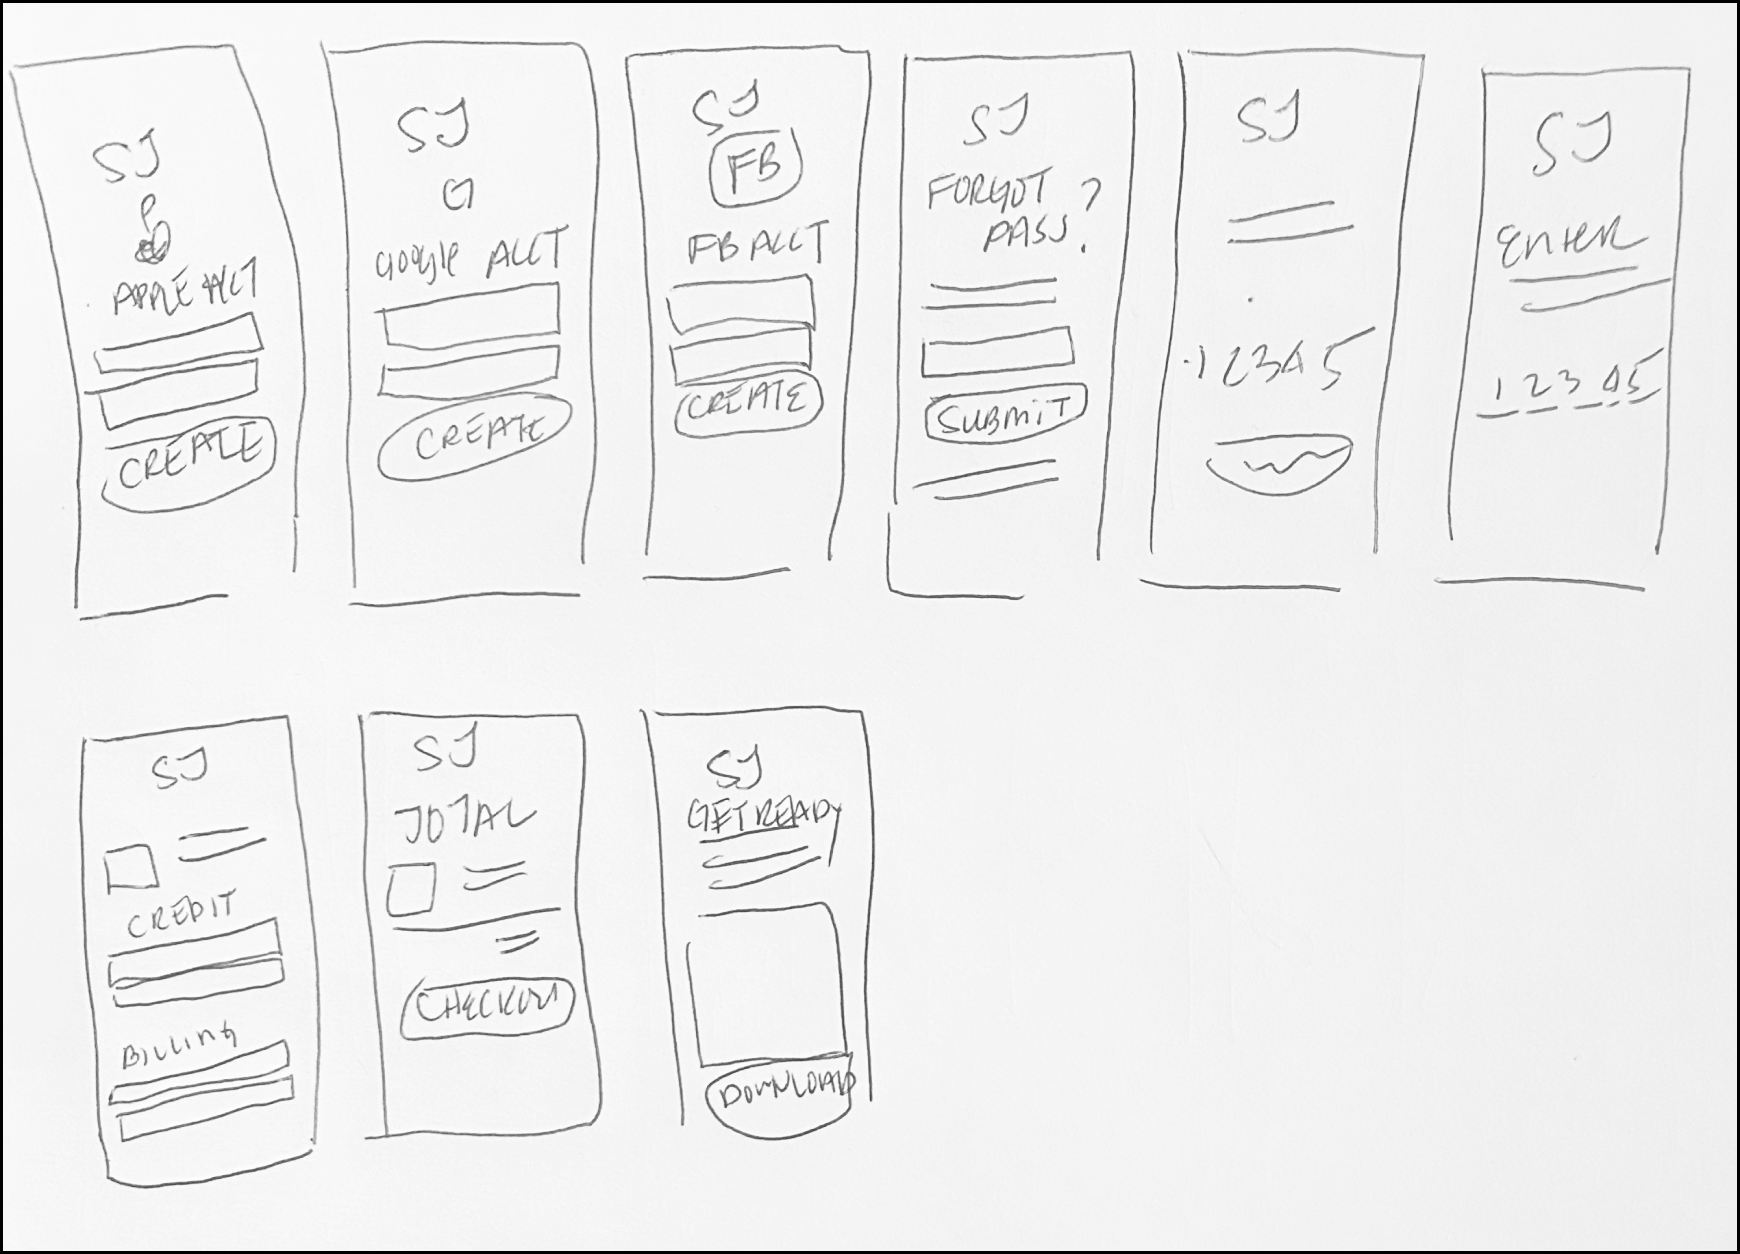 SJ
APPLE ACCT
CREATE
SJ
G
Google ACCT
CREATE
SJ
FB
FB ACCT
CREATE
SJ
FORGOT
PASS?
SUBMIT
SJ
12345
SJ
ENTER
12345
SJ
CREDIT
BILLING
SJ
TOTAL
CHECKOUT
SJ
GET READY
DOWNLOAD